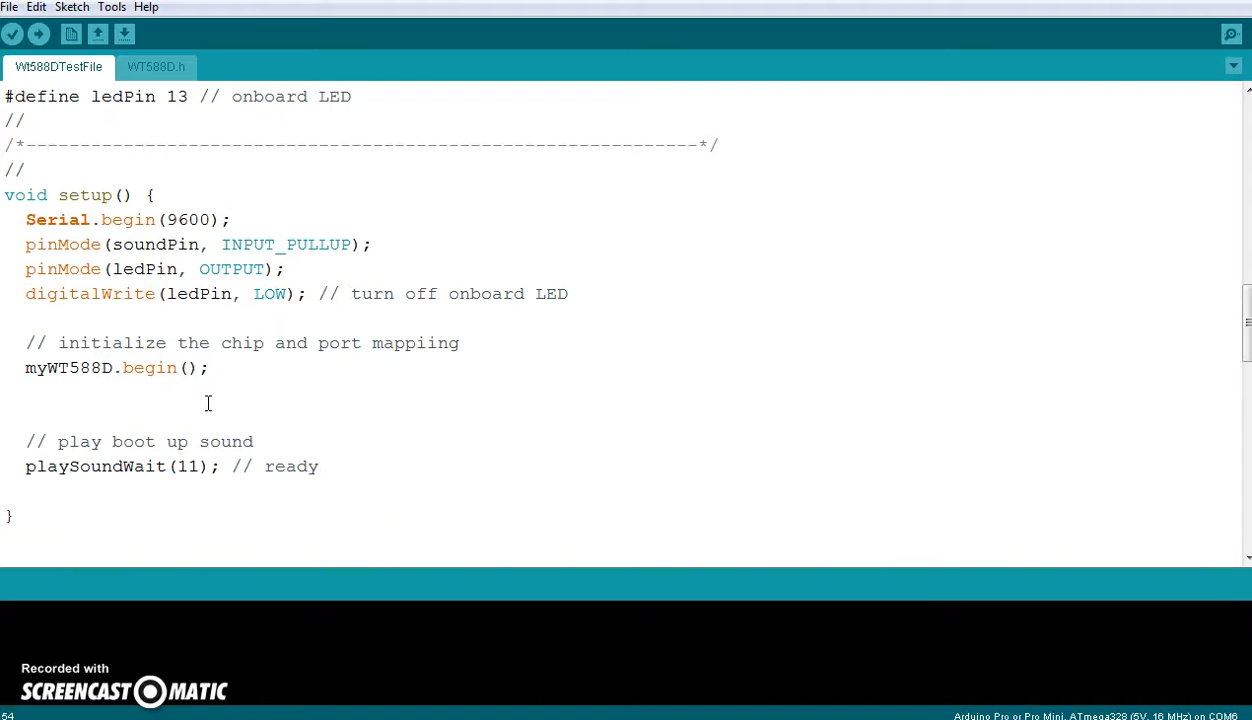 File Edit Sketch Tools Help
Wt588DTestFile WT588D.h
#define ledPin 13 // onboard LED
//
/*--------------------------------------------------------------*/
//
void setup() {
Serial.begin(9600);
pinMode(soundPin, INPUT_PULLUP);
pinMode(ledPin, OUTPUT);
digitalWrite(ledPin, LOW); // turn off onboard LED
// initialize the chip and port mappiing
myWT588D.begin();
// play boot up sound
playSoundWait(11); // ready
}
Recorded with
SCREENCAST MATIC
54 Arduino Pro or Pro Mini, ATmega328 (5V, 16 MHz) on COM6